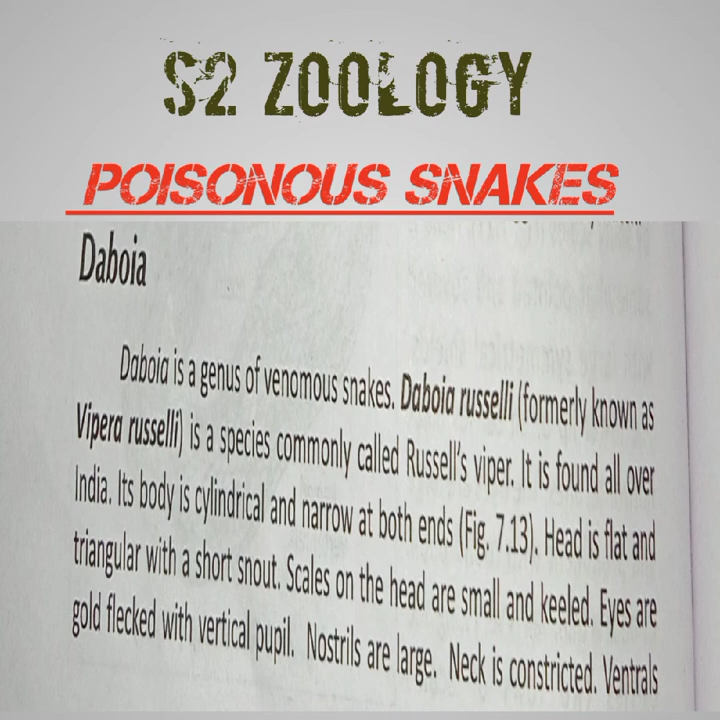 S2 ZOOLOGY
POISONOUS SNAKES
Daboia
Daboia is a genus of venomous snakes. Daboia russelli (formerly known as
Vipera russelli) is a species commonly called Russell's viper. It is found all over
India. Its body is cylindrical and narrow at both ends (Fig. 7.13). Head is flat and
triangular with a short snout. Scales on the head are small and keeled. Eyes are
gold flecked with vertical pupil. Nostrils are large. Neck is constricted. Ventrals